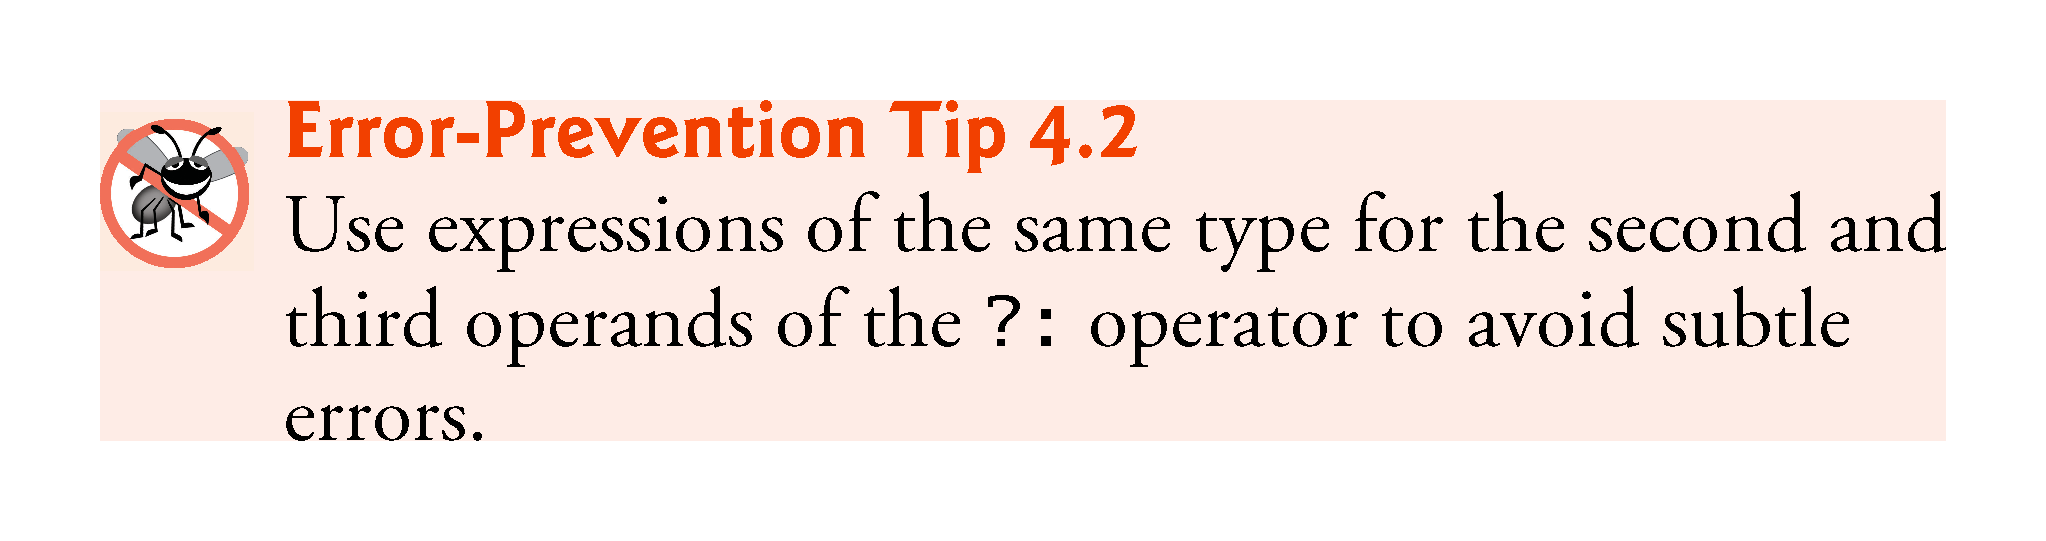 Error-Prevention Tip 4.2
Use expressions of the same type for the second and
third operands of the ?: operator to avoid subtle
errors.